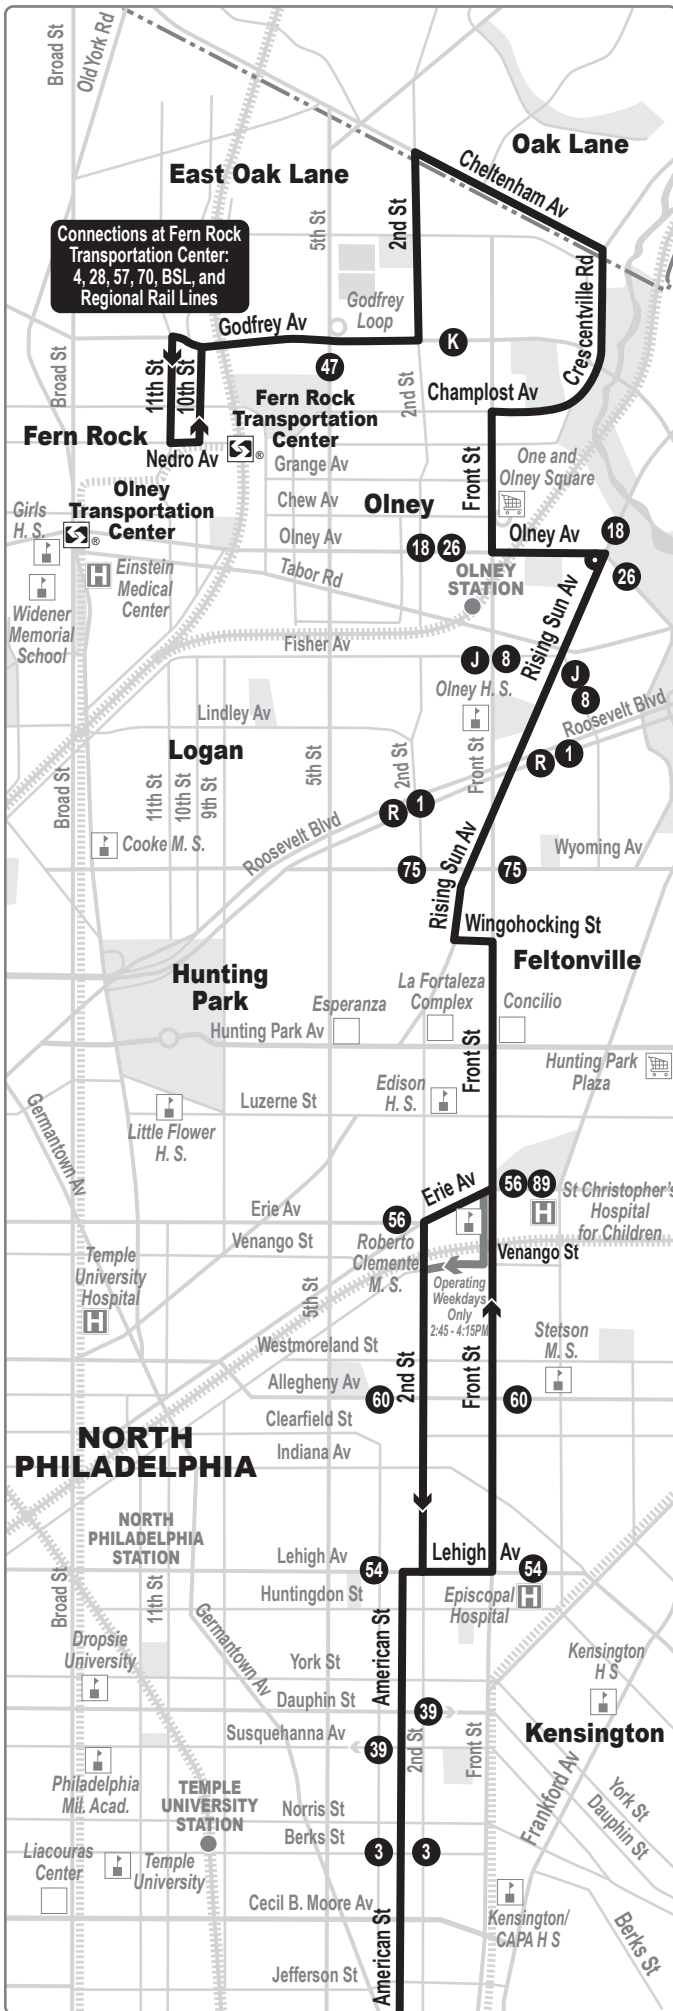 Broad St
Old York Rd
Oak Lane
East Oak Lane
Cheltenham Av
5th St
2nd St
Connections at Fern Rock
Transportation Center:
4, 28, 57, 70, BSL, and
Regional Rail Lines
Godfrey
Loop
Crescentville Rd
Godfrey Av
K
Broad St
11th St
10th St
47
2nd St
Champlost Av
Fern Rock
Transportation
Center
Fern Rock
Nedro Av
®
Grange Av
Front St
One and
Olney Square
Olney
Transportation
Center
®
Chew Av
Olney
Girls
H. S.
Olney Av
18
26
Olney Av
18
Einstein
Medical
Center
Tabor Rd
OLNEY
STATION
26
Widener
Memorial
School
Rising Sun Av
Fisher Av
J
8
J
8
Olney H. S.
Roosevelt Blvd
Lindley Av
Logan
5th St
2nd St
Front St
R
1
Broad St
11th St
10th St
9th St
R
1
Cooke M. S.
Roosevelt Blvd
Wyoming Av
75
Rising Sun Av
75
Wingohocking St
Feltonville
Hunting
Park
La Fortaleza
Complex
Esperanza
Concilio
Hunting Park Av
Front St
Hunting Park
Plaza
Germantown Av
Edison
H. S.
Luzerne St
Little Flower
H. S.
Erie Av
56
89
St Christopher's
Hospital
for Children
Erie Av
56
Venango St
Roberto
Clemente
M. S.
Venango St
Temple
University
Hospital
5th St
Operating
Weekdays
Only
2:45 - 4:15PM
Stetson
M. S.
Westmoreland St
2nd St
Front St
Allegheny Av
60
60
Clearfield St
NORTH
PHILADELPHIA
Indiana Av
NORTH
PHILADELPHIA
STATION
Lehigh Av
54
Lehigh Av
54
Broad St
11th St
Huntingdon St
Episcopal
Hospital
Germantown Av
American St
Dropsie
University
York St
Kensington
H S
Dauphin St
39
Susquehanna Av
39
2nd St
Front St
Kensington
Philadelphia
Mil. Acad.
TEMPLE
UNIVERSITY
STATION
Norris St
Frankford Av
York St
Dauphin St
Berks St
Liacouras
Center
Temple
University
3
3
Cecil B. Moore Av
Kensington/
CAPA H S
Berks St
American St
Jefferson St